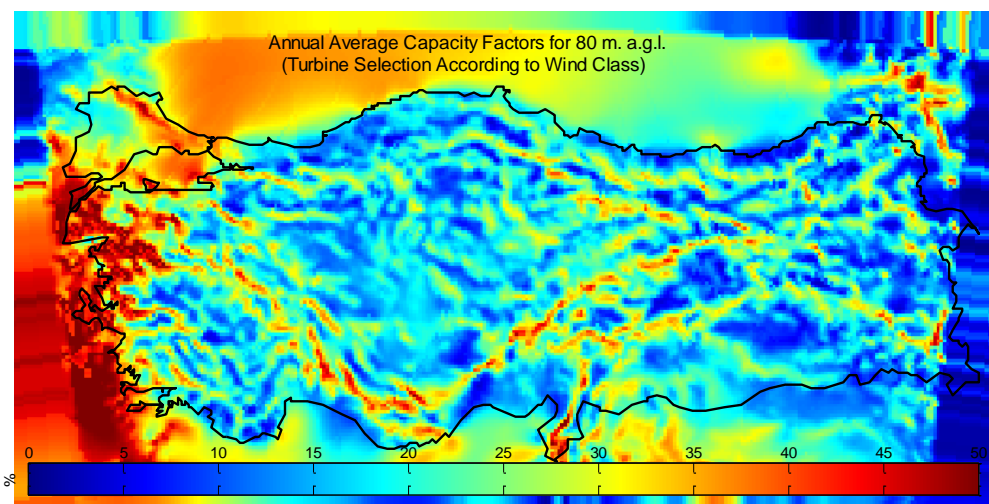 Annual Average Capacity Factors for 80 m. a.g.l.
(Turbine Selection According to Wind Class)
0 5 10 15 20 25 30 35 40 45 50
%